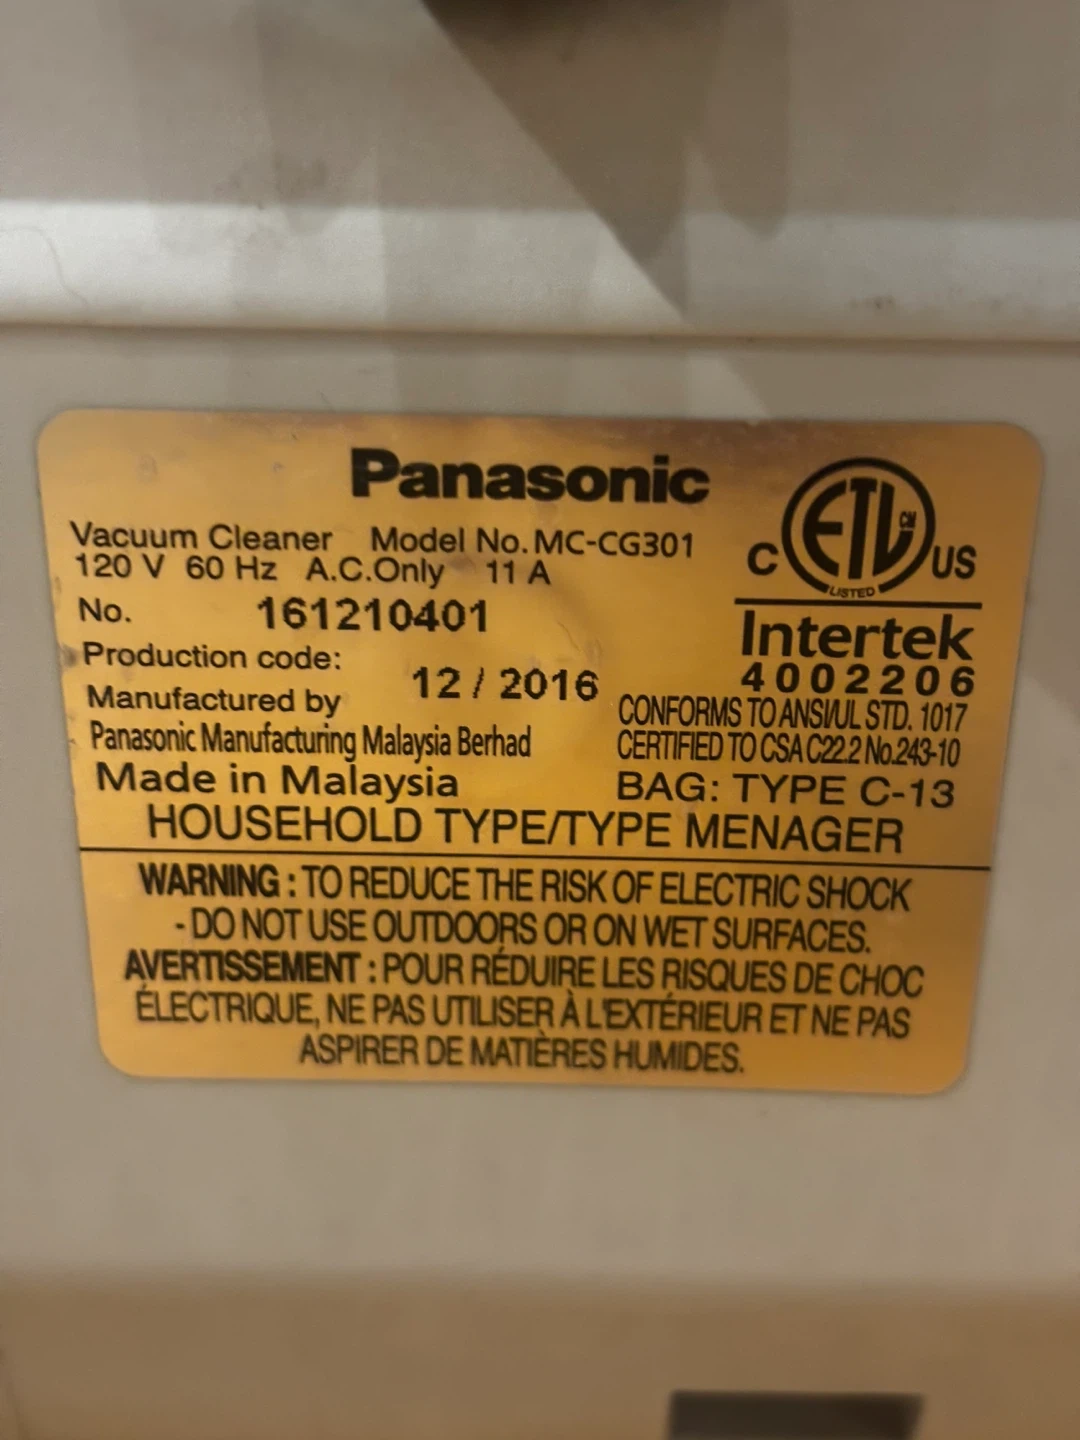 Panasonic
Vacuum Cleaner Model No. MC-CG301
120 V 60 Hz A.C.Only 11 A
No. 161210401
Production code: 12 / 2016
Manufactured by
Panasonic Manufacturing Malaysia Berhad
Made in Malaysia
C ETL CM US
LISTED
Intertek
4002206
CONFORMS TO ANSI/UL STD. 1017
CERTIFIED TO CSA C22.2 No.243-10
BAG: TYPE C-13
HOUSEHOLD TYPE/TYPE MENAGER
WARNING : TO REDUCE THE RISK OF ELECTRIC SHOCK
- DO NOT USE OUTDOORS OR ON WET SURFACES.
AVERTISSEMENT : POUR RÉDUIRE LES RISQUES DE CHOC
ÉLECTRIQUE, NE PAS UTILISER À L'EXTÉRIEUR ET NE PAS
ASPIRER DE MATIÈRES HUMIDES.